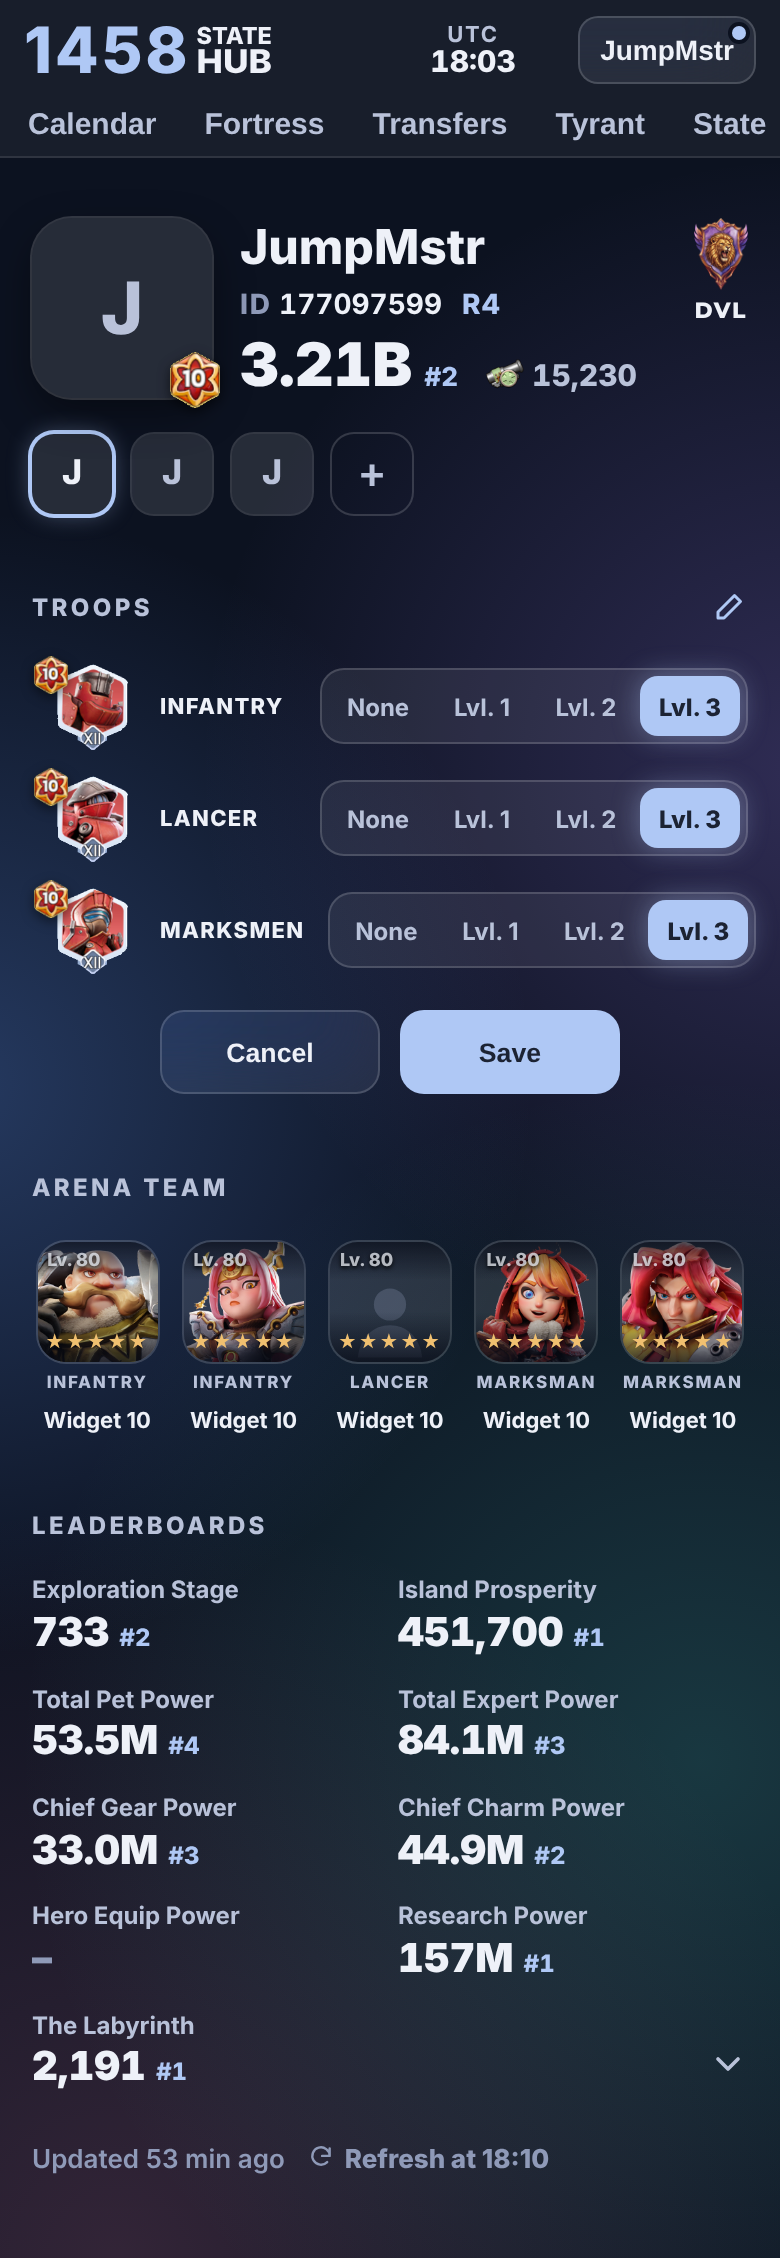 1458 STATE HUB
UTC
18:03
JumpMstr
Calendar Fortress Transfers Tyrant State
J
10
JumpMstr
ID 177097599 R4
3.21B #2 15,230
DVL
J J J +
TROOPS
10 XII INFANTRY None Lvl. 1 Lvl. 2 Lvl. 3
10 XII LANCER None Lvl. 1 Lvl. 2 Lvl. 3
10 XII MARKSMEN None Lvl. 1 Lvl. 2 Lvl. 3
Cancel Save
ARENA TEAM
Lv. 80 Lv. 80 Lv. 80 Lv. 80 Lv. 80
INFANTRY INFANTRY LANCER MARKSMAN MARKSMAN
Widget 10 Widget 10 Widget 10 Widget 10 Widget 10
LEADERBOARDS
Exploration Stage Island Prosperity
733 #2 451,700 #1
Total Pet Power Total Expert Power
53.5M #4 84.1M #3
Chief Gear Power Chief Charm Power
33.0M #3 44.9M #2
Hero Equip Power Research Power
– 157M #1
The Labyrinth
2,191 #1
Updated 53 min ago Refresh at 18:10